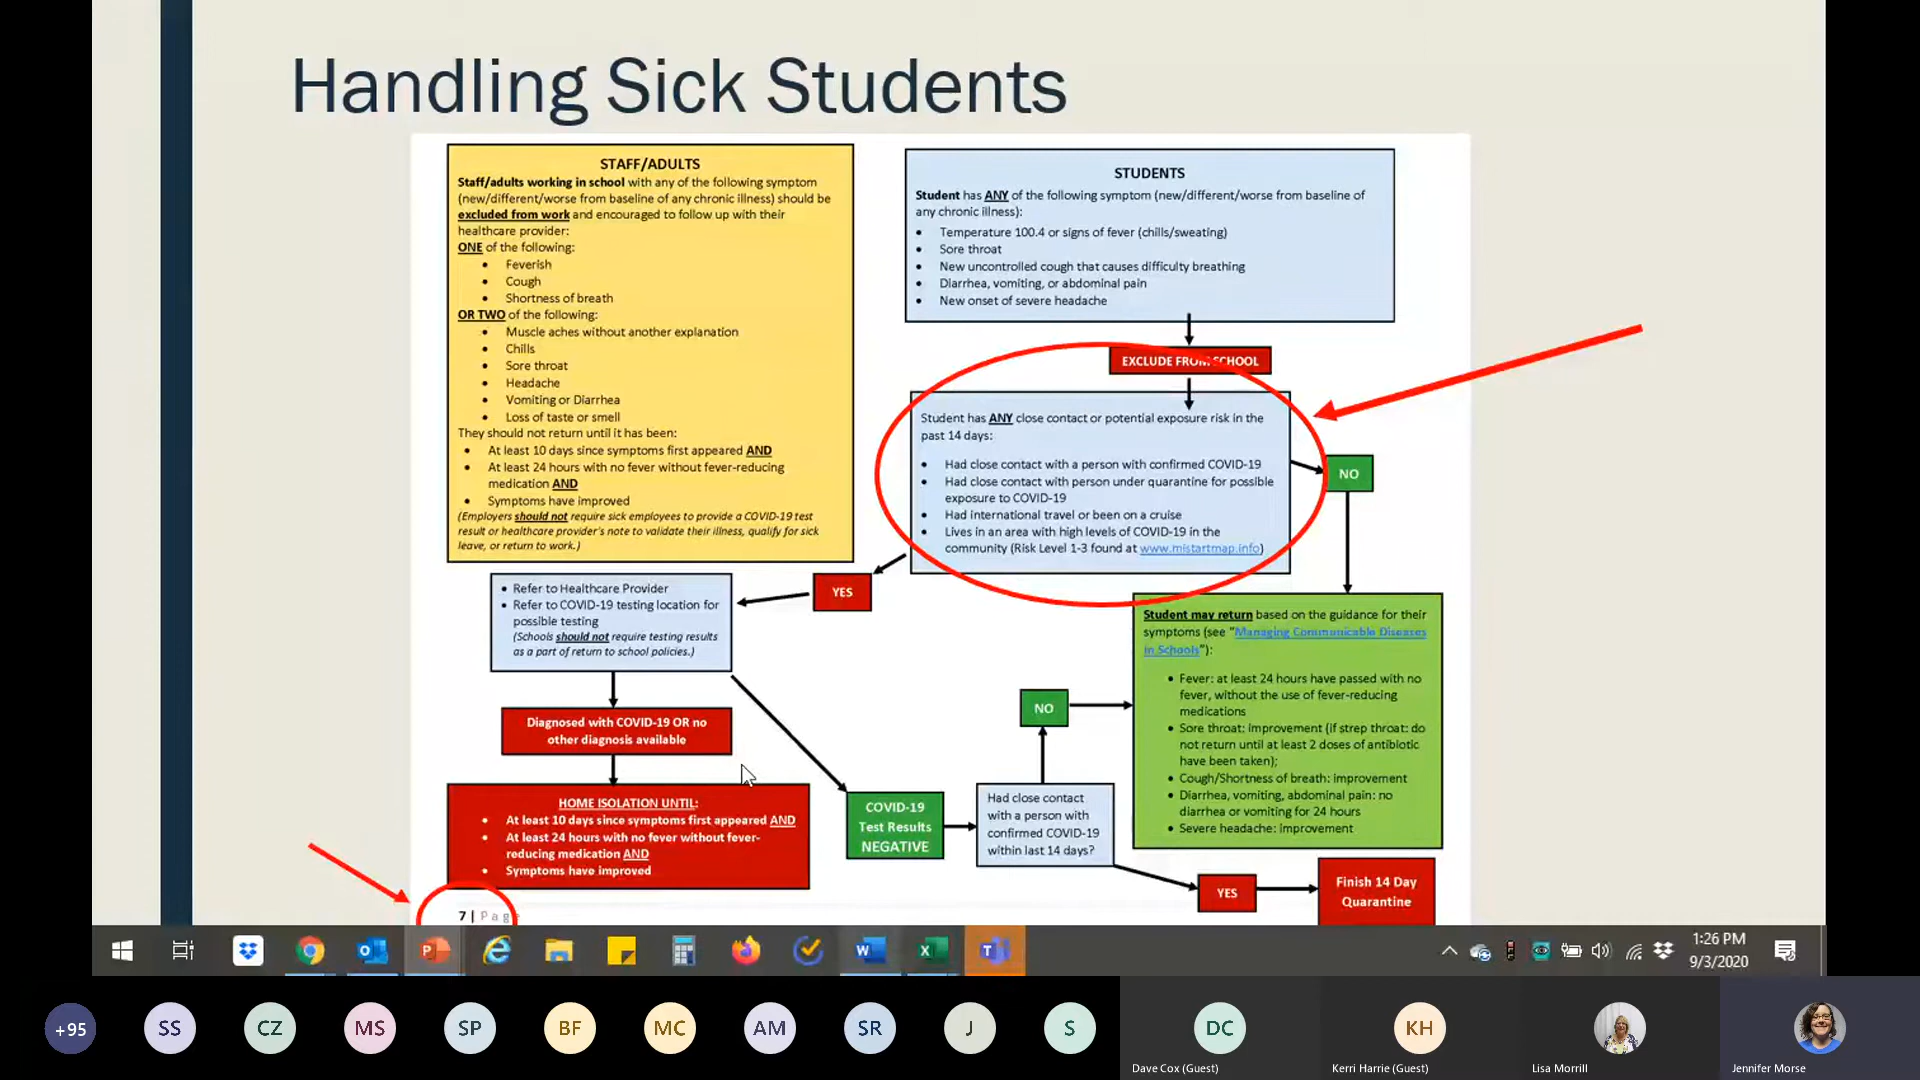 Handling Sick Students
STAFF/ADULTS
Staff/adults working in school with any of the following symptom
(new/different/worse from baseline of any chronic illness) should be
excluded from work and encouraged to follow up with their
healthcare provider:
ONE of the following:
• Feverish
• Cough
• Shortness of breath
OR TWO of the following:
• Muscle aches without another explanation
• Chills
• Sore throat
• Headache
• Vomiting or Diarrhea
• Loss of taste or smell
They should not return until it has been:
• At least 10 days since symptoms first appeared AND
• At least 24 hours with no fever without fever-reducing
medication AND
• Symptoms have improved
(Employers should not require sick employees to provide a COVID-19 test
result or healthcare provider's note to validate their illness, qualify for sick
leave, or return to work.)
STUDENTS
Student has ANY of the following symptom (new/different/worse from baseline of
any chronic illness):
• Temperature 100.4 or signs of fever (chills/sweating)
• Sore throat
• New uncontrolled cough that causes difficulty breathing
• Diarrhea, vomiting, or abdominal pain
• New onset of severe headache
EXCLUDE FROM SCHOOL
Student has ANY close contact or potential exposure risk in the
past 14 days:
• Had close contact with a person with confirmed COVID-19
• Had close contact with person under quarantine for possible
exposure to COVID-19
• Had international travel or been on a cruise
• Lives in an area with high levels of COVID-19 in the
community (Risk Level 1-3 found at www.mistartmap.info)
NO
YES
• Refer to Healthcare Provider
• Refer to COVID-19 testing location for
possible testing
(Schools should not require testing results
as a part of return to school policies.)
Student may return based on the guidance for their
symptoms (see "Managing Communicable Diseases
in Schools"):
• Fever: at least 24 hours have passed with no
fever, without the use of fever-reducing
medications
• Sore throat: improvement (if strep throat: do
not return until at least 2 doses of antibiotic
have been taken);
• Cough/Shortness of breath: improvement
• Diarrhea, vomiting, abdominal pain: no
diarrhea or vomiting for 24 hours
• Severe headache: improvement
Diagnosed with COVID-19 OR no
other diagnosis available
NO
HOME ISOLATION UNTIL:
• At least 10 days since symptoms first appeared AND
• At least 24 hours with no fever without fever-
reducing medication AND
• Symptoms have improved
COVID-19
Test Results
NEGATIVE
Had close contact
with a person with
confirmed COVID-19
within last 14 days?
YES
Finish 14 Day
Quarantine
7 | Page
1:26 PM
9/3/2020
+95
SS
CZ
MS
SP
BF
MC
AM
SR
J
S
DC
KH
Dave Cox (Guest)
Kerri Harrie (Guest)
Lisa Morrill
Jennifer Morse